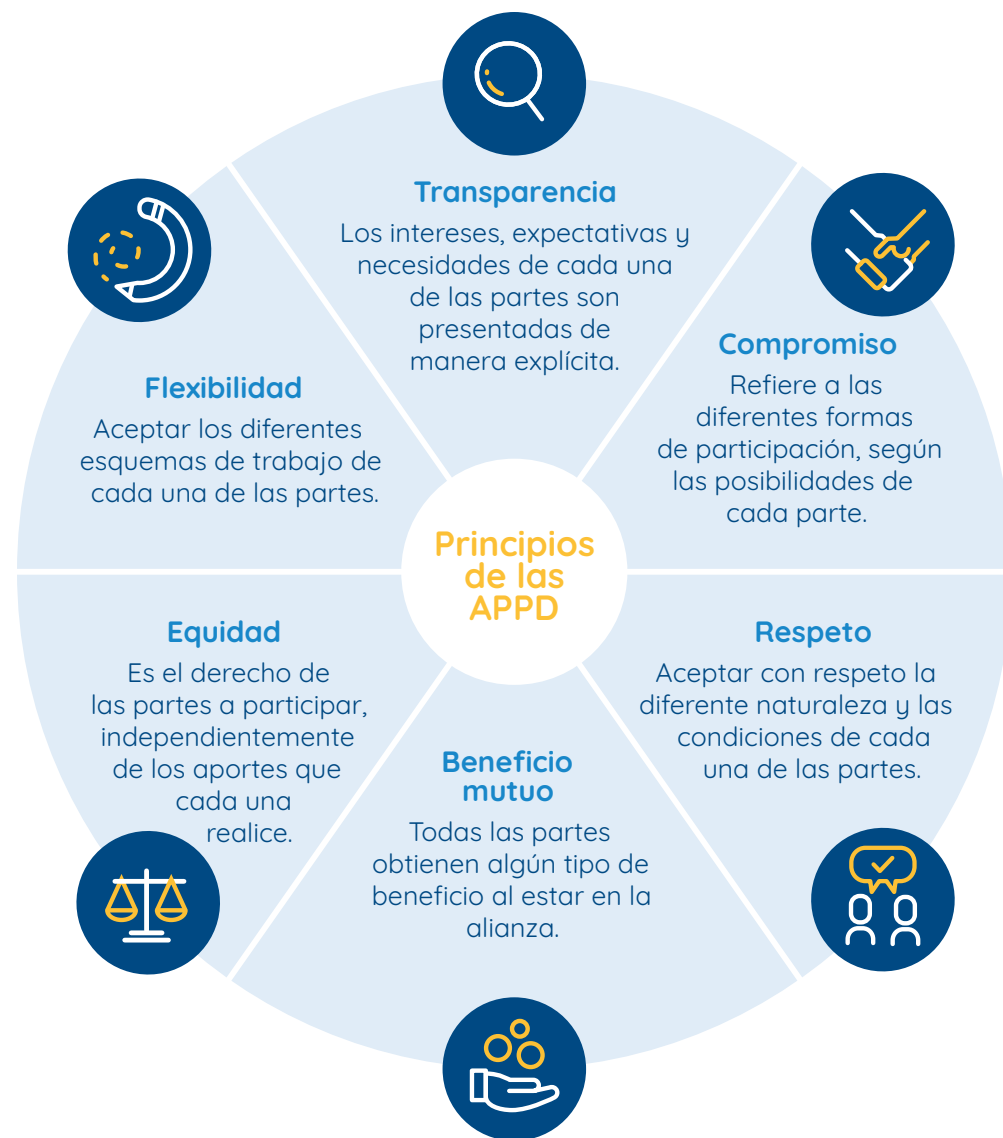 Transparencia
Los intereses, expectativas y
necesidades de cada una
de las partes son
presentadas de
manera explícita.
Compromiso
Refiere a las
diferentes formas
de participación, según
las posibilidades de
cada parte.
Flexibilidad
Aceptar los diferentes
esquemas de trabajo de
cada una de las partes.
Principios
de las
APPD
Equidad
Es el derecho de
las partes a participar,
independientemente
de los aportes que
cada una
realice.
Respeto
Aceptar con respeto la
diferente naturaleza y las
condiciones de cada
una de las partes.
Beneficio
mutuo
Todas las partes
obtienen algún tipo de
beneficio al estar en la
alianza.